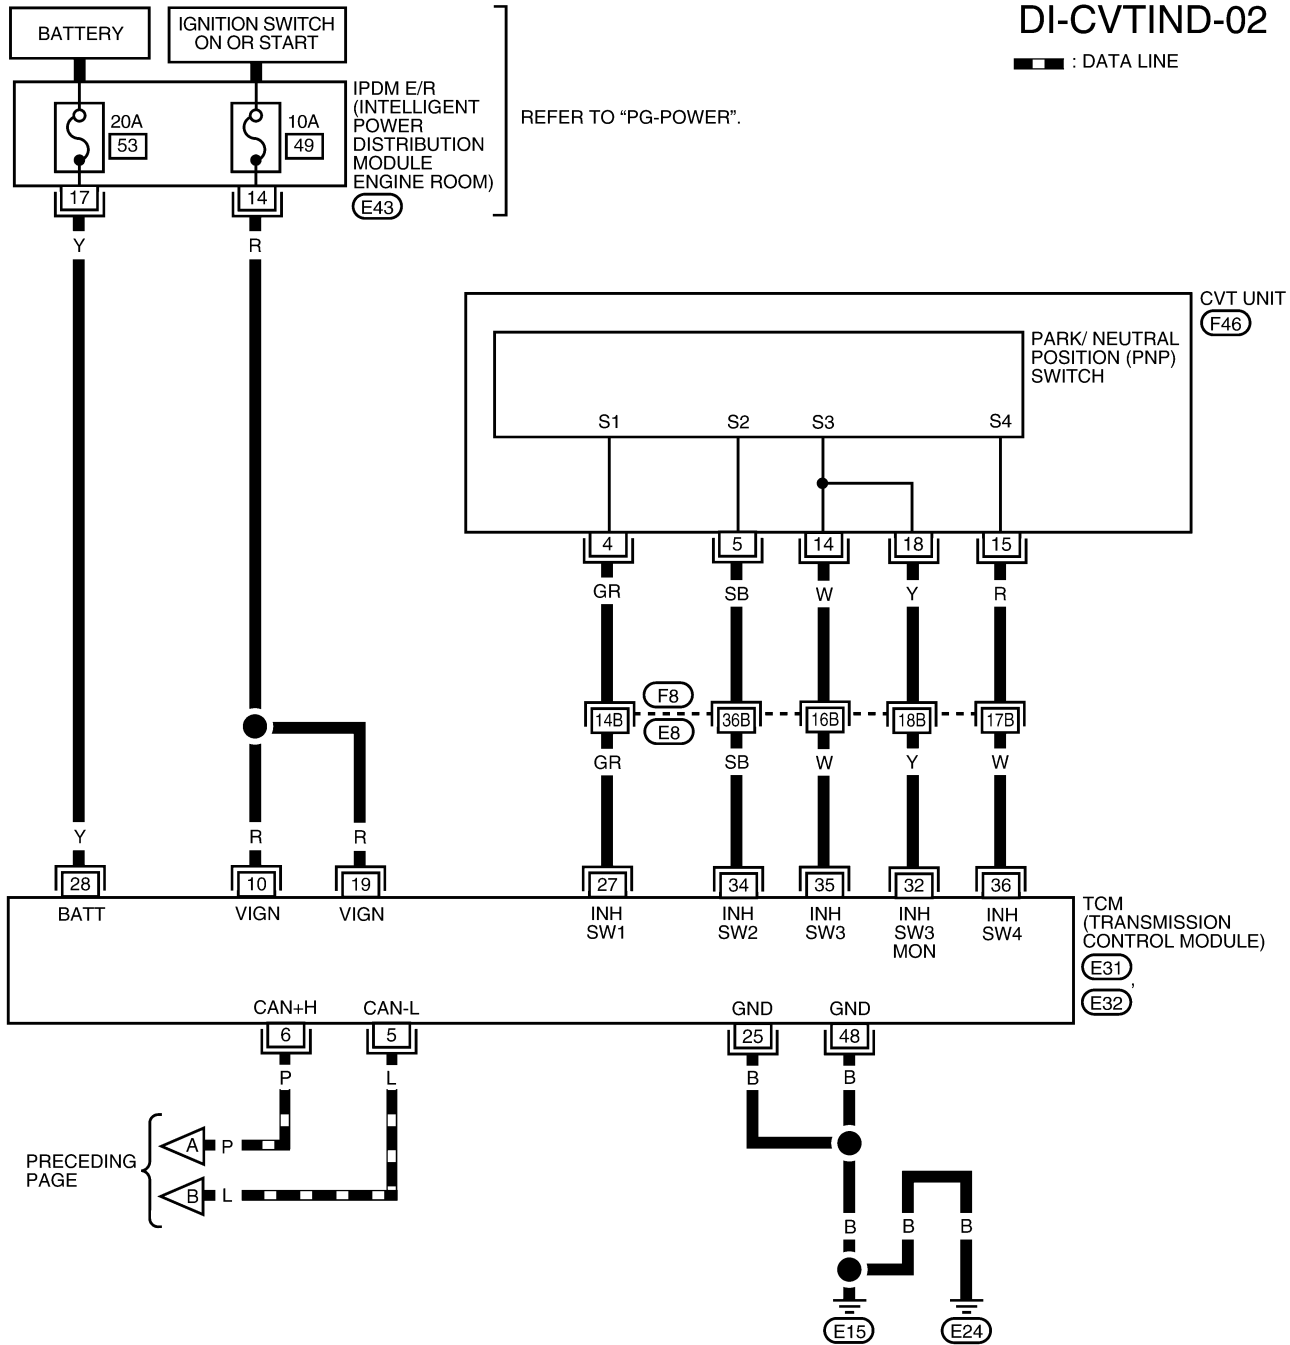 DI-CVTIND-02
: DATA LINE
BATTERY
IGNITION SWITCH
ON OR START
20A
53
10A
49
IPDM E/R
(INTELLIGENT
POWER
DISTRIBUTION
MODULE
ENGINE ROOM)
E43
REFER TO “PG-POWER”.
17
14
Y
R
CVT UNIT
F46
PARK/ NEUTRAL
POSITION (PNP)
SWITCH
S1
S2
S3
S4
4
5
14
18
15
GR
SB
W
Y
R
F8
E8
14B
36B
16B
18B
17B
GR
SB
W
Y
W
Y
R
R
28
10
19
27
34
35
32
36
BATT
VIGN
VIGN
INH
SW1
INH
SW2
INH
SW3
INH
SW3
MON
INH
SW4
TCM
(TRANSMISSION
CONTROL MODULE)
E31
,
E32
CAN+H
CAN-L
GND
GND
6
5
25
48
P
L
B
B
PRECEDING
PAGE
A
P
B
L
B
B
B
E15
E24